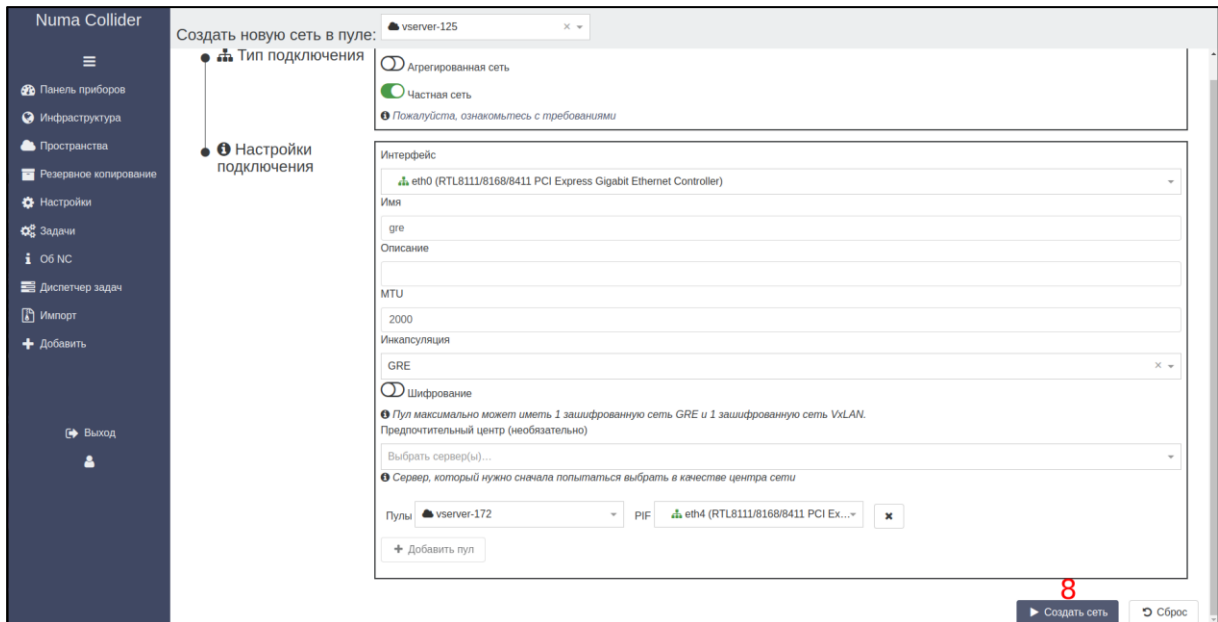 Numa Collider
Создать новую сеть в пуле: vserver-125
Панель приборов
Инфраструктура
Пространства
Резервное копирование
Настройки
Задачи
Об NC
Диспетчер задач
Импорт
Добавить
Выход
Тип подключения
Агрегированная сеть
Частная сеть
Пожалуйста, ознакомьтесь с требованиями
Настройки
подключения
Интерфейс
eth0 (RTL8111/8168/8411 PCI Express Gigabit Ethernet Controller)
Имя
gre
Описание
MTU
2000
Инкапсуляция
GRE
Шифрование
Пул максимально может иметь 1 зашифрованную сеть GRE и 1 зашифрованную сеть VxLAN.
Предпочтительный центр (необязательно)
Выбрать сервер(ы)...
Сервер, который нужно сначала попытаться выбрать в качестве центра сети
Пулы vserver-172 PIF eth4 (RTL8111/8168/8411 PCI Ex...
Добавить пул
8
Создать сеть Сброс